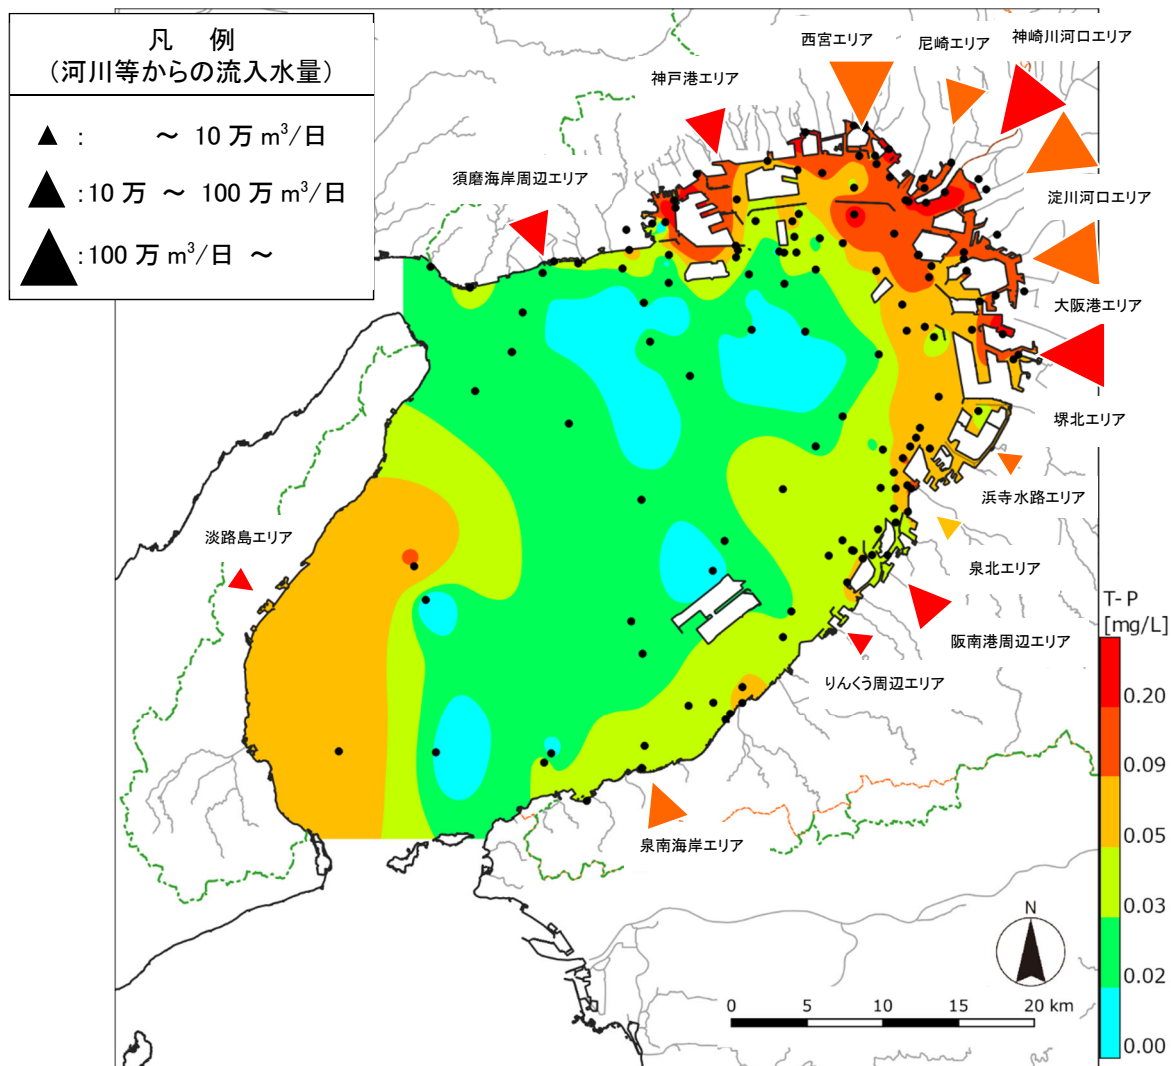 凡 例
（河川等からの流入水量）
: ～ 10 万 m³/日
: 10 万 ～ 100 万 m³/日
: 100 万 m³/日 ～
西宮エリア
尼崎エリア
神崎川河口エリア
神戸港エリア
須磨海岸周辺エリア
淀川河口エリア
大阪港エリア
堺北エリア
浜寺水路エリア
淡路島エリア
泉北エリア
阪南港周辺エリア
りんくう周辺エリア
泉南海岸エリア
T-P
[mg/L]
0.20
0.09
0.05
0.03
0.02
0.00
N
0 5 10 15 20 km